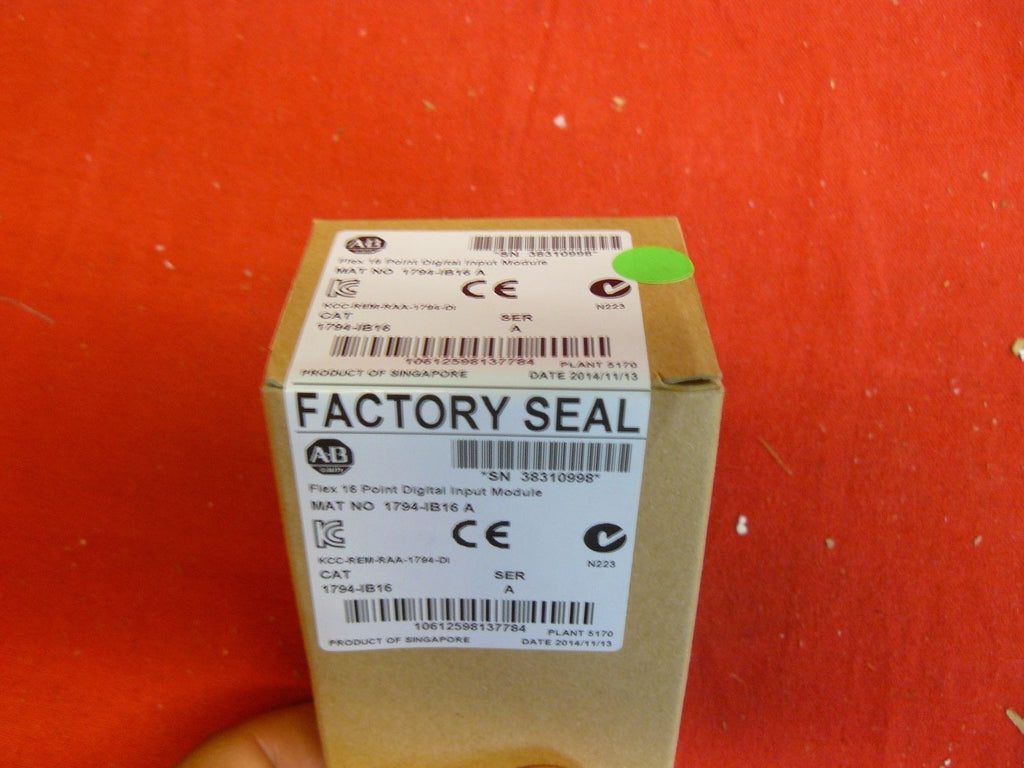 AB
*SN 38310998*
Flex 16 Point Digital Input Module
MAT NO 1794-IB16 A
CE
KCC-REM-RAA-1794-DI
N223
CAT SER
1794-IB16 A
10612598137784
PLANT 5170
PRODUCT OF SINGAPORE DATE 2014/11/13
FACTORY SEAL
AB
*SN 38310998*
Flex 16 Point Digital Input Module
MAT NO 1794-IB16 A
CE
KCC-REM-RAA-1794-DI
N223
CAT SER
1794-IB16 A
10612598137784
PLANT 5170
PRODUCT OF SINGAPORE DATE 2014/11/13